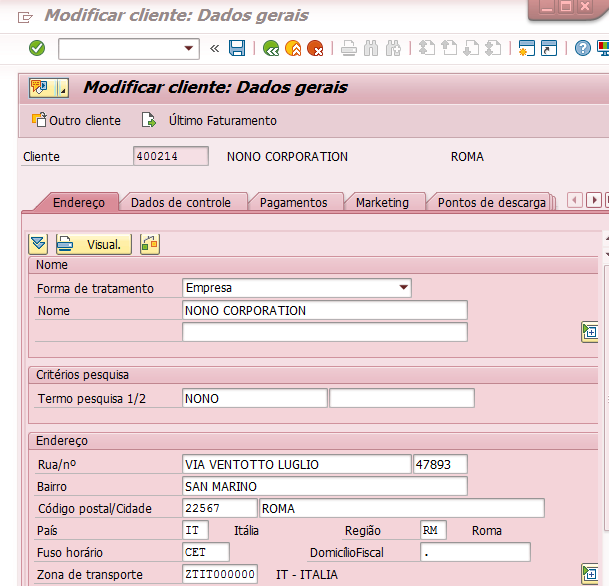 Modificar cliente: Dados gerais
Modificar cliente: Dados gerais
Outro cliente Último Faturamento
Cliente 400214 NONO CORPORATION ROMA
Endereço Dados de controle Pagamentos Marketing Pontos de descarga
Visual.
Nome
Forma de tratamento Empresa
Nome NONO CORPORATION
Critérios pesquisa
Termo pesquisa 1/2 NONO
Endereço
Rua/nº VIA VENTOTTO LUGLIO 47893
Bairro SAN MARINO
Código postal/Cidade 22567 ROMA
País IT Itália Região RM Roma
Fuso horário CET DomicílioFiscal .
Zona de transporte ZTIT000000 IT - ITALIA